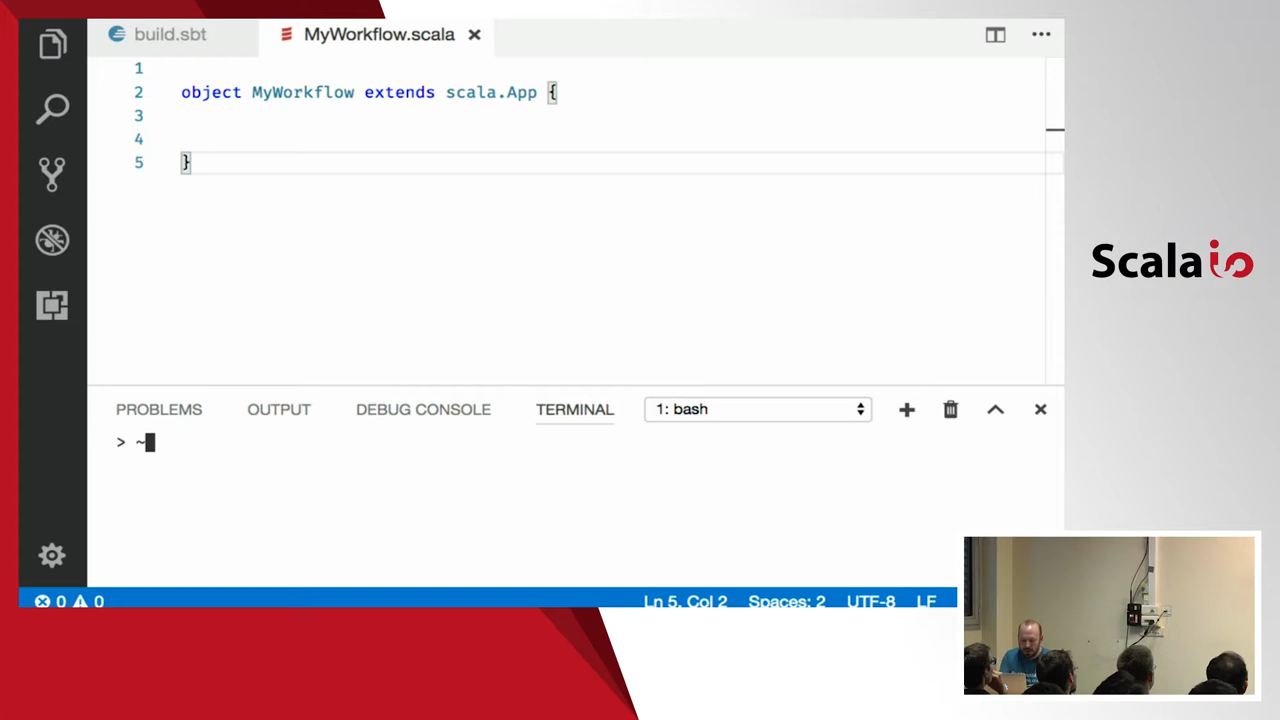 build.sbt
MyWorkflow.scala
1
2 object MyWorkflow extends scala.App {
3
4
5 }
Scala io
PROBLEMS OUTPUT DEBUG CONSOLE TERMINAL 1: bash
> ~
0 0 Ln 5, Col 2 Spaces: 2 UTF-8 LF